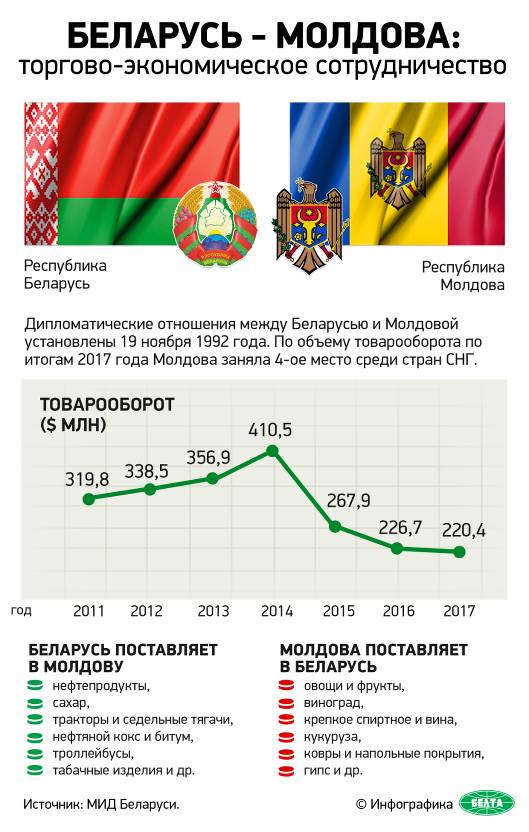 БЕЛАРУСЬ - МОЛДОВА:
торгово-экономическое сотрудничество
Республика
Беларусь
Республика
Молдова
Дипломатические отношения между Беларусью и Молдовой
установлены 19 ноября 1992 года. По объему товарооборота по
итогам 2017 года Молдова заняла 4-ое место среди стран СНГ.
ТОВАРООБОРОТ
($ МЛН)
319,8
338,5
356,9
410,5
267,9
226,7
220,4
год 2011 2012 2013 2014 2015 2016 2017
БЕЛАРУСЬ ПОСТАВЛЯЕТ
В МОЛДОВУ
нефтепродукты,
сахар,
тракторы и седельные тягачи,
нефтяной кокс и битум,
троллейбусы,
табачные изделия и др.
МОЛДОВА ПОСТАВЛЯЕТ
В БЕЛАРУСЬ
овощи и фрукты,
виноград,
крепкое спиртное и вина,
кукуруза,
ковры и напольные покрытия,
гипс и др.
Источник: МИД Беларуси.
© Инфографика
БЕЛТА